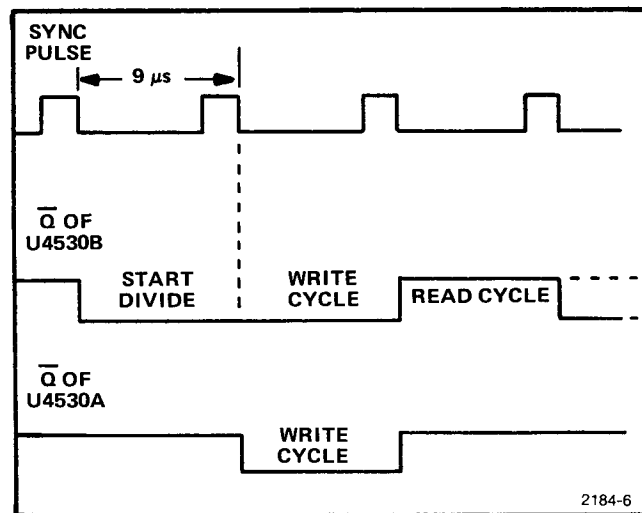 SYNC
PULSE
9 µs
Q̅ OF
U4530B
START
DIVIDE
WRITE
CYCLE
READ CYCLE
Q̅ OF
U4530A
WRITE
CYCLE
2184-6